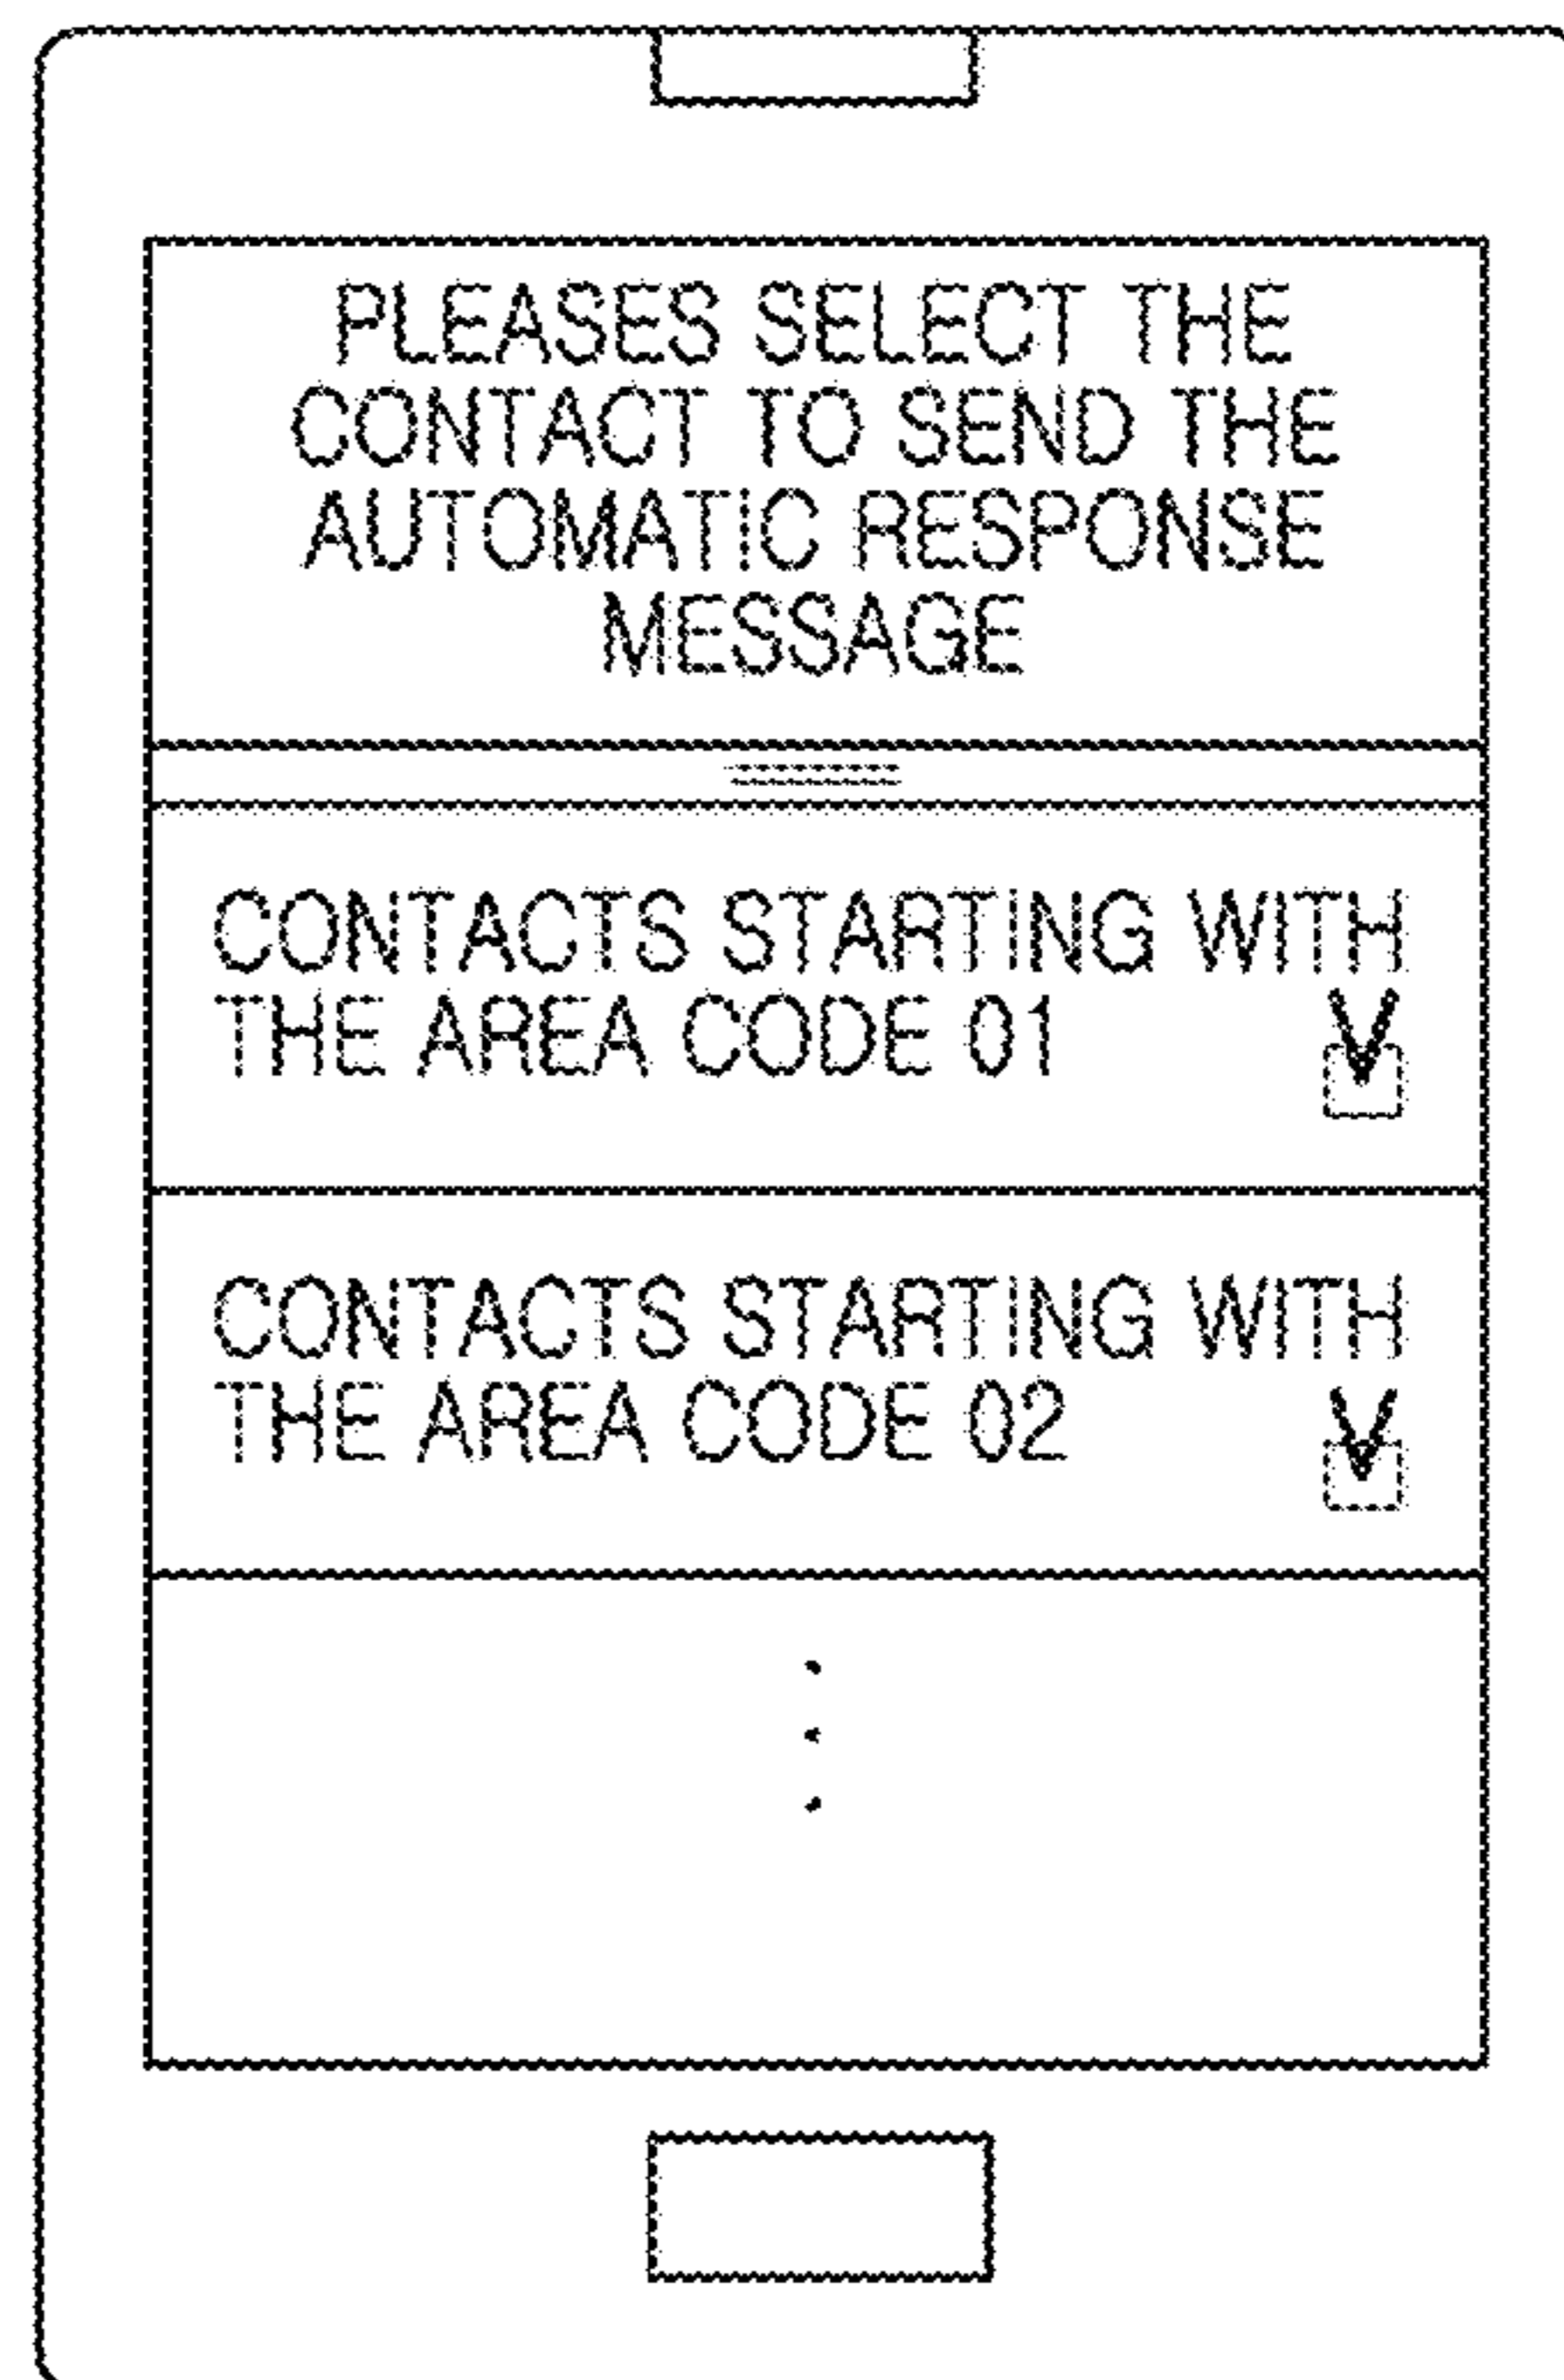 PLEASES SELECT THE
CONTACT TO SEND THE
AUTOMATIC RESPONSE
MESSAGE
CONTACTS STARTING WITH
THE AREA CODE 01
CONTACTS STARTING WITH
THE AREA CODE 02